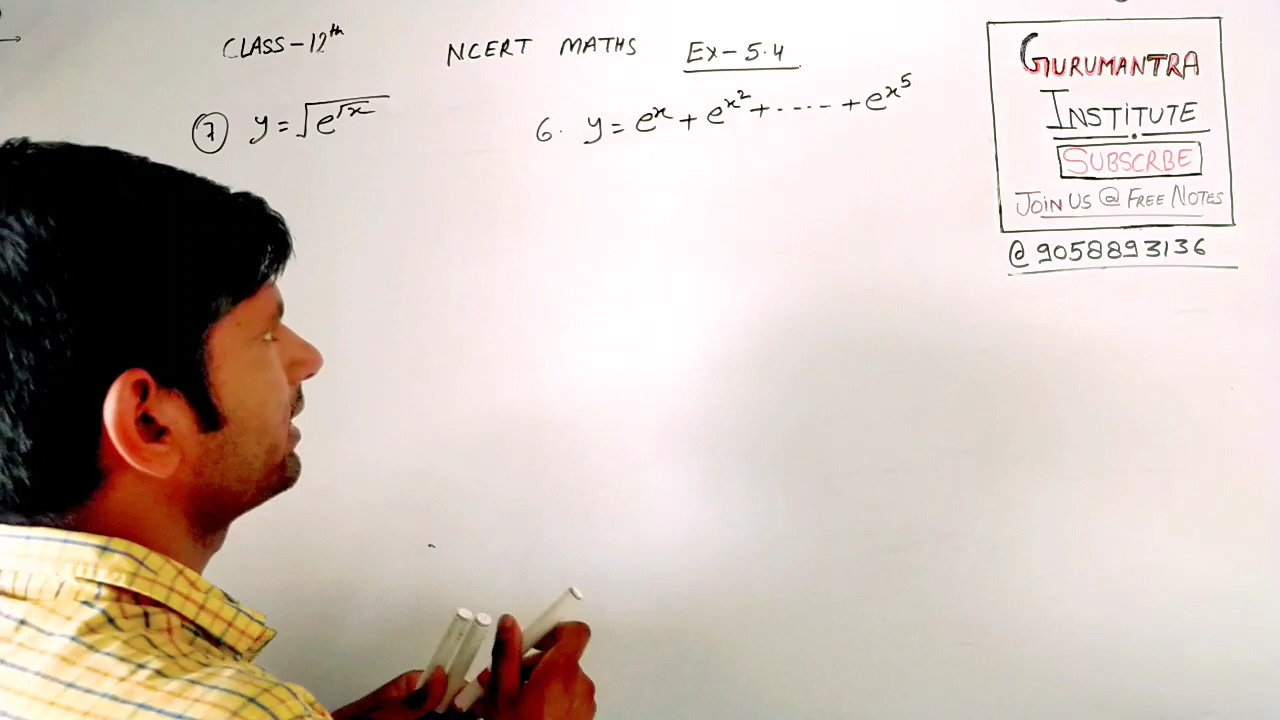 CLASS-12th NCERT MATHS Ex-5.4
⑦ y = √(e^√x)
6. y = e^x + e^x² + ---- + e^x⁵
GURUMANTRA
INSTITUTE
SUBSCRBE
JOIN US @ FREE NOTES
@ 9058893136